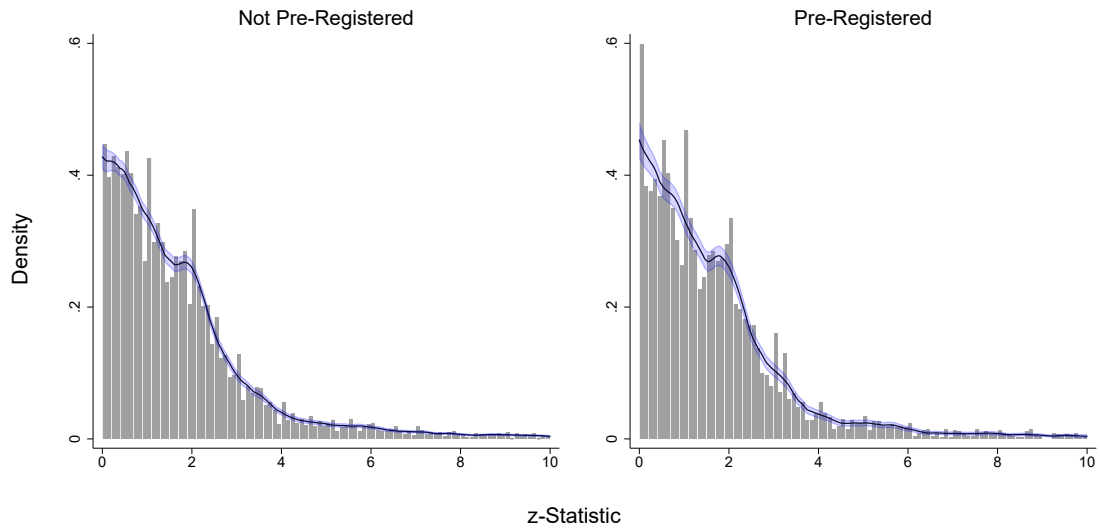 Not Pre-Registered
Pre-Registered
Density
.6
.4
.2
0
0 2 4 6 8 10
.6
.4
.2
0
0 2 4 6 8 10
z-Statistic